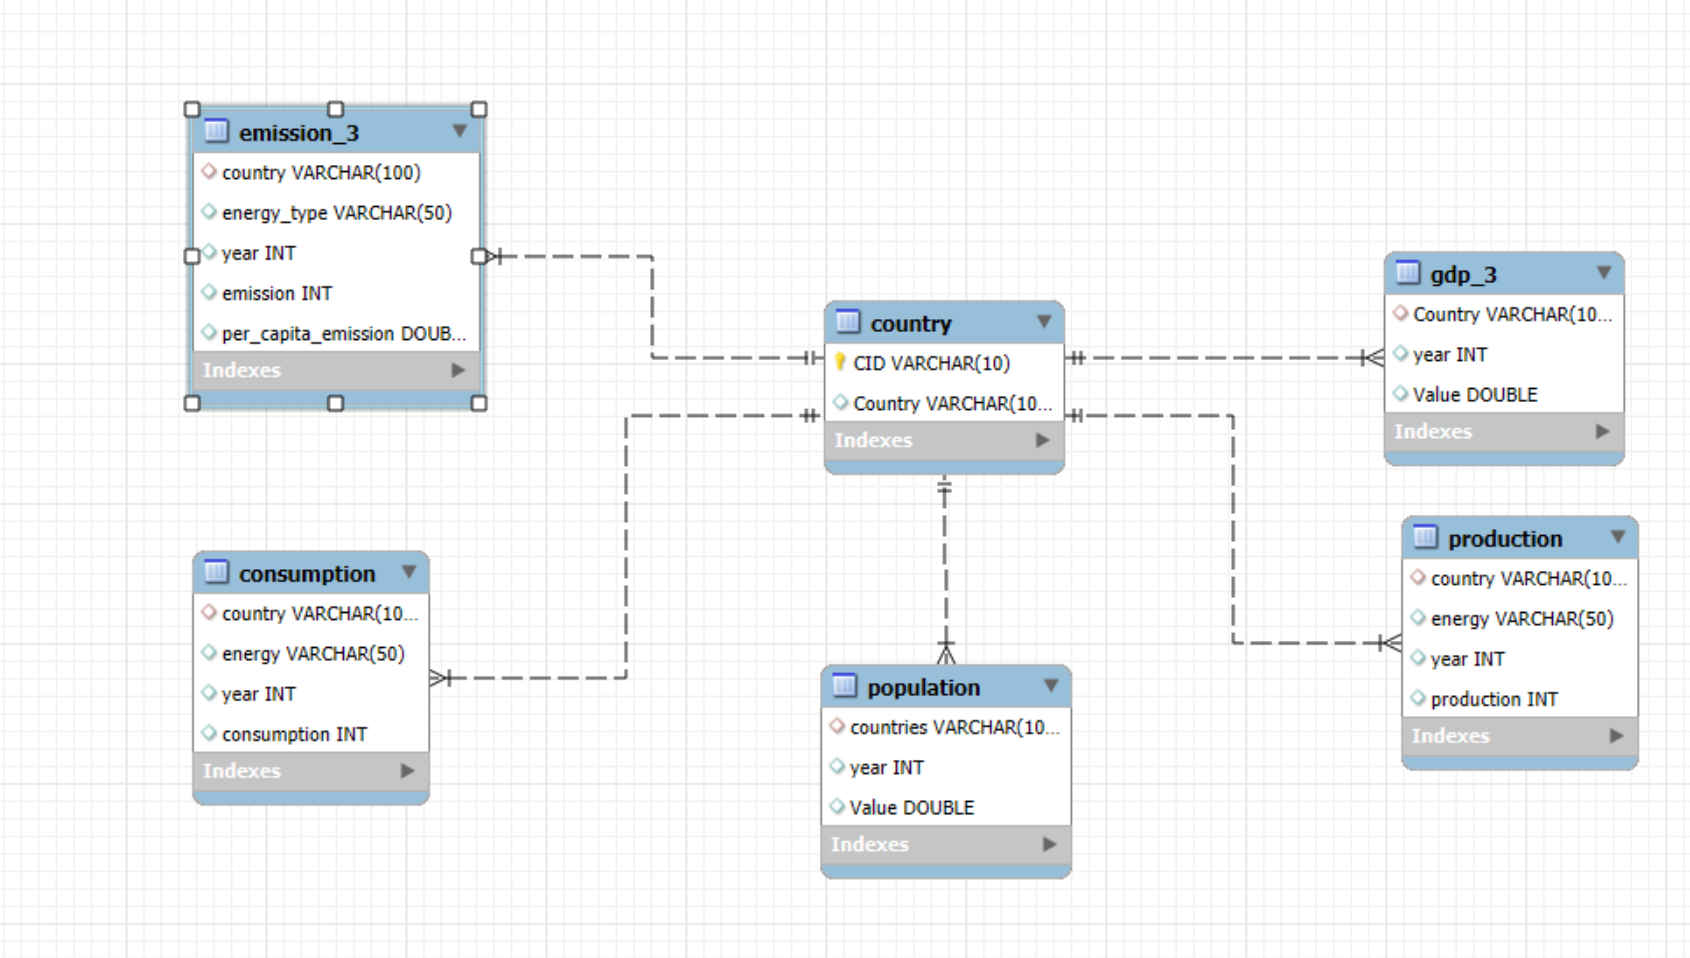 emission_3
country VARCHAR(100)
energy_type VARCHAR(50)
year INT
emission INT
per_capita_emission DOUB...
Indexes
country
CID VARCHAR(10)
Country VARCHAR(10...
Indexes
gdp_3
Country VARCHAR(10...
year INT
Value DOUBLE
Indexes
consumption
country VARCHAR(10...
energy VARCHAR(50)
year INT
consumption INT
Indexes
population
countries VARCHAR(10...
year INT
Value DOUBLE
Indexes
production
country VARCHAR(10...
energy VARCHAR(50)
year INT
production INT
Indexes